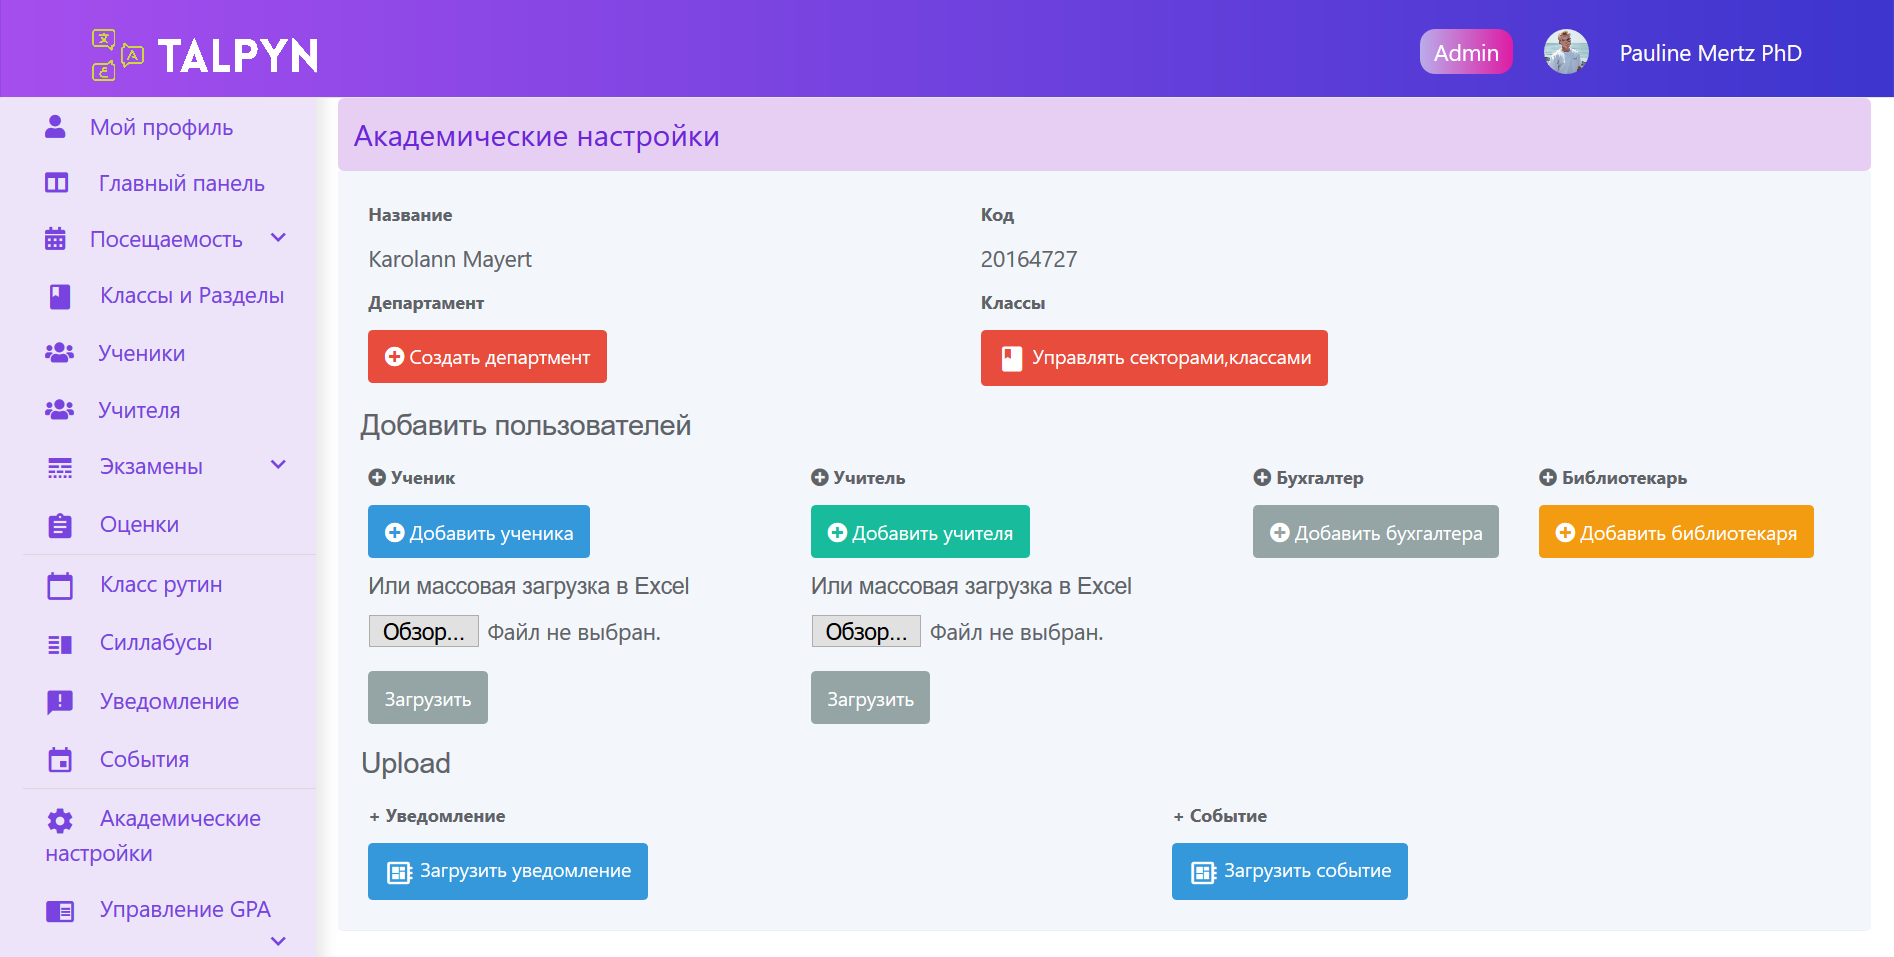 TALPYN
Admin
Pauline Mertz PhD
Мой профиль
Главный панель
Посещаемость
Классы и Разделы
Ученики
Учителя
Экзамены
Оценки
Класс рутин
Силлабусы
Уведомление
События
Академические
настройки
Управление GPA
Академические настройки
Название
Код
Karolann Mayert
20164727
Департамент
Классы
Создать департмент
Управлять секторами,классами
Добавить пользователей
Ученик
Учитель
Бухгалтер
Библиотекарь
Добавить ученика
Добавить учителя
Добавить бухгалтера
Добавить библиотекаря
Или массовая загрузка в Excel
Или массовая загрузка в Excel
Обзор... Файл не выбран.
Обзор... Файл не выбран.
Загрузить
Загрузить
Upload
+ Уведомление
+ Событие
Загрузить уведомление
Загрузить событие